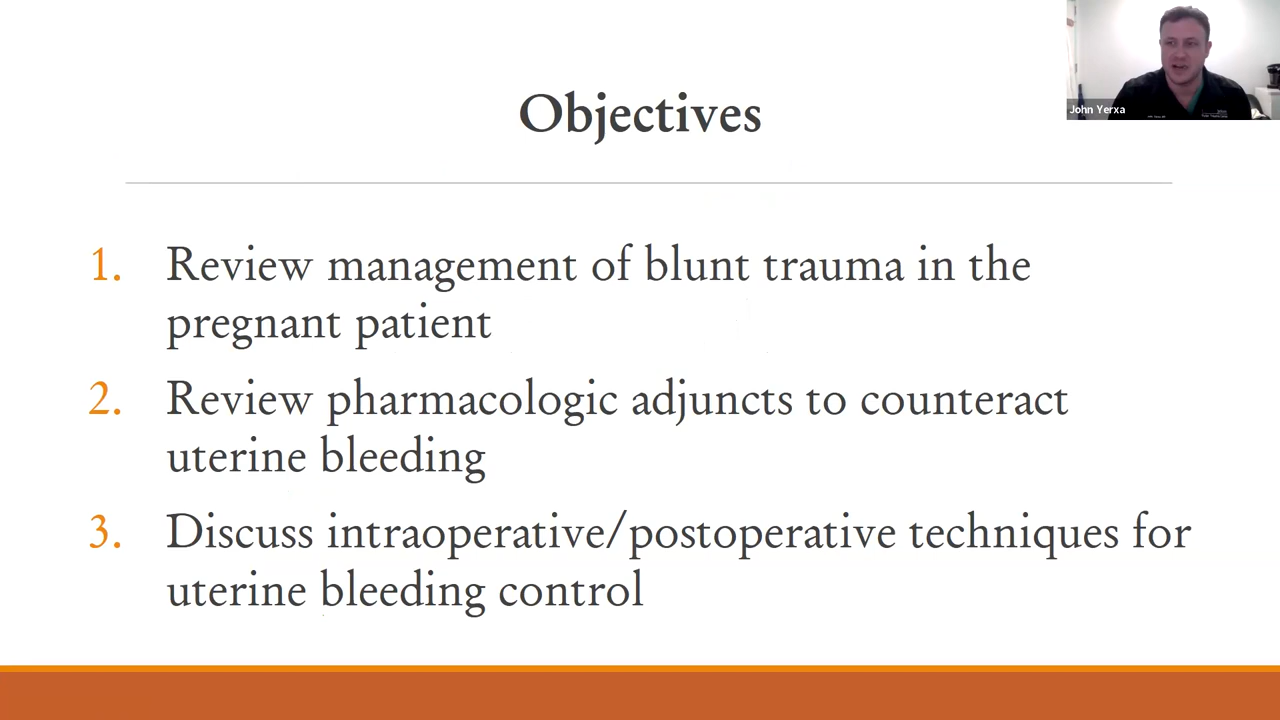 John Yerxa
Objectives
1. Review management of blunt trauma in the
pregnant patient
2. Review pharmacologic adjuncts to counteract
uterine bleeding
3. Discuss intraoperative/postoperative techniques for
uterine bleeding control